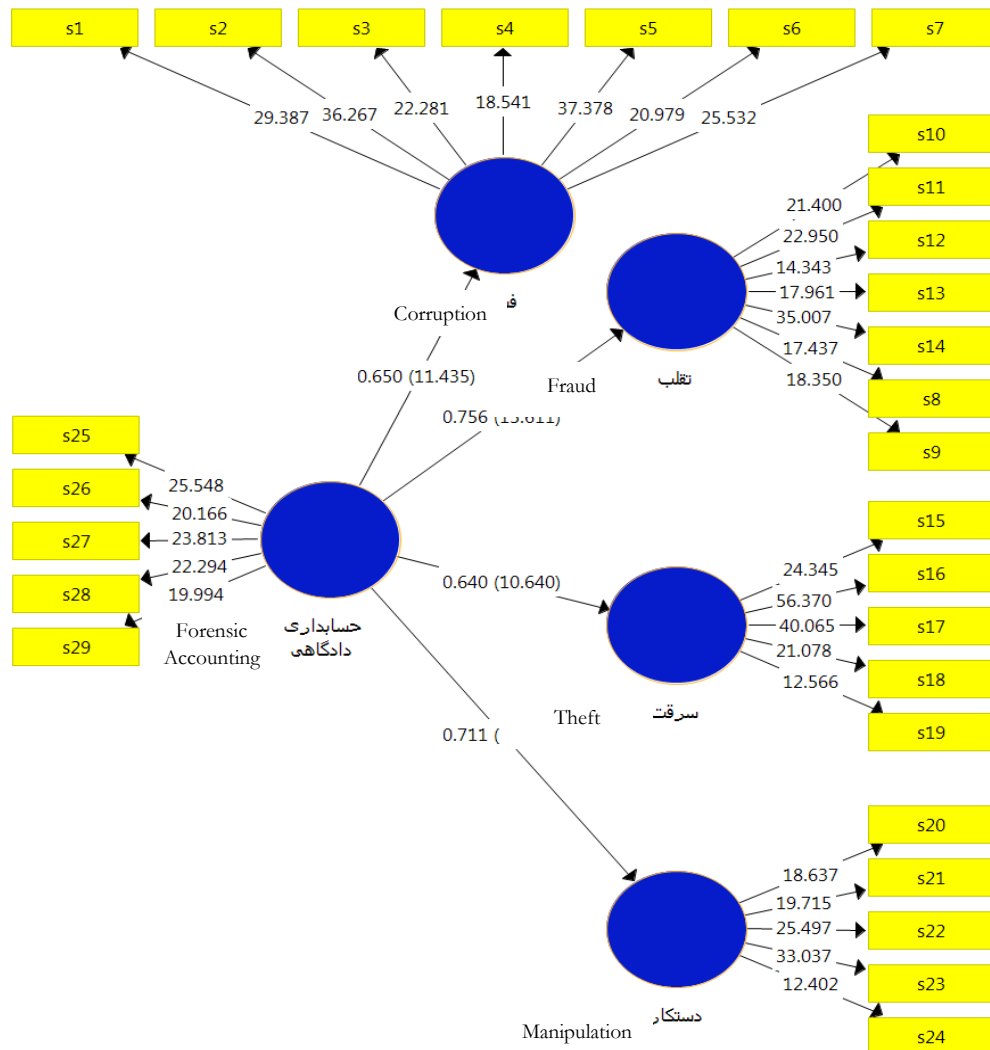 s1
s2
s3
s4
s5
s6
s7
29.387
36.267
22.281
18.541
37.378
20.979
25.532
Corruption
s10
s11
s12
s13
s14
s8
s9
21.400
22.950
14.343
17.961
35.007
17.437
18.350
Fraud
تقلب
0.650 (11.435)
0.756
s25
s26
s27
s28
s29
25.548
20.166
23.813
22.294
19.994
Forensic
Accounting
حسابداری
دادگاهی
0.640 (10.640)
s15
s16
s17
s18
s19
24.345
56.370
40.065
21.078
12.566
Theft
سرقت
0.711 (
s20
s21
s22
s23
s24
18.637
19.715
25.497
33.037
12.402
Manipulation
دستکار